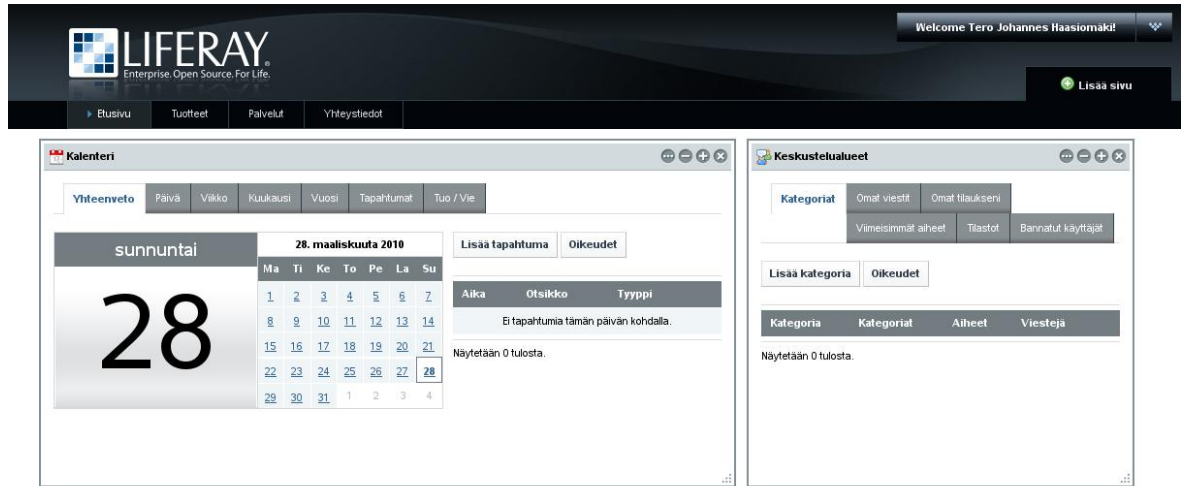 Welcome Tero Johannes Haasiomäki!
LIFERAY.
Enterprise. Open Source. For Life.
Lisää sivu
Etusivu Tuotteet Palvelut Yhteystiedot
Kalenteri
Yhteenveto Päivä Viikko Kuukausi Vuosi Tapahtumat Tuo / Vie
sunnuntai
28
28. maaliskuuta 2010
Ma Ti Ke To Pe La Su
1 2 3 4 5 6 7
8 9 10 11 12 13 14
15 16 17 18 19 20 21
22 23 24 25 26 27 28
29 30 31 1 2 3 4
Lisää tapahtuma Oikeudet
Aika Otsikko Tyyppi
Ei tapahtumia tämän päivän kohdalla.
Näytetään 0 tulosta.
Keskustelualueet
Kategoriat Omat viestit Omat tilaukseni
Viimeisimmät aiheet Tilastot Bannatut käyttäjät
Lisää kategoria Oikeudet
Kategoria Kategoriat Aiheet Viestejä
Näytetään 0 tulosta.